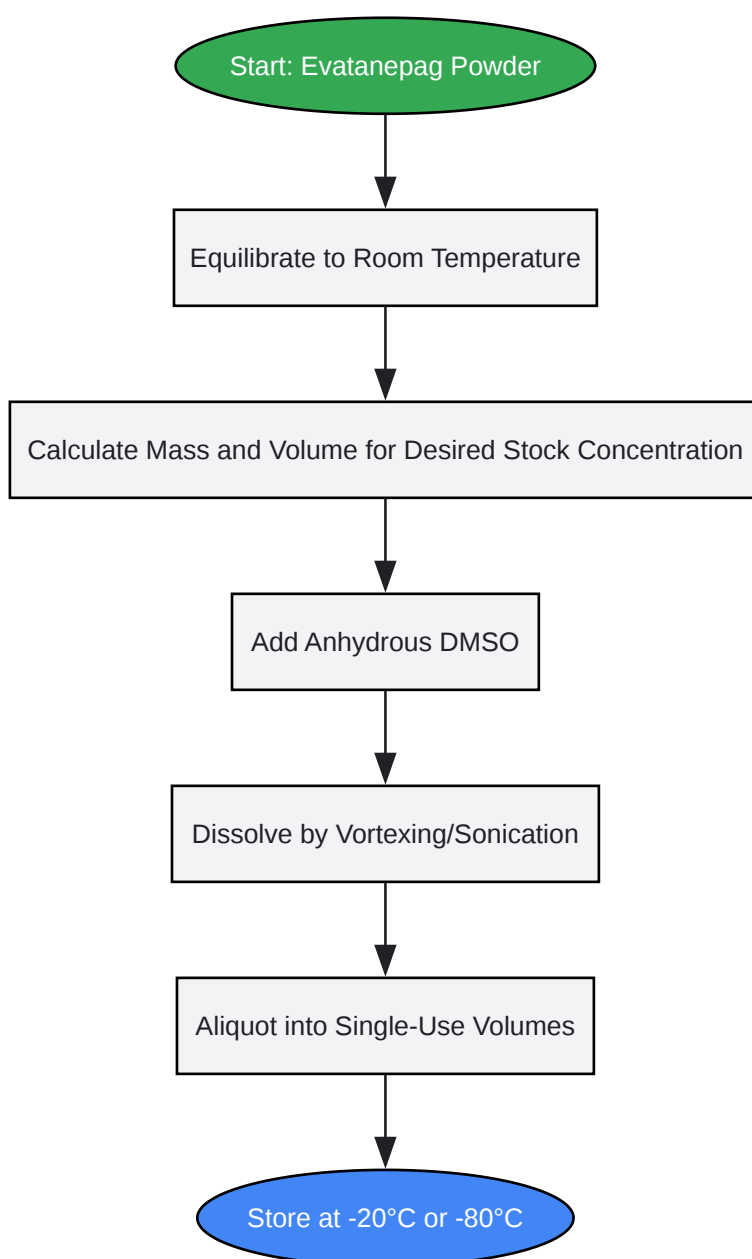 Start: Evatanepag Powder
Equilibrate to Room Temperature
Calculate Mass and Volume for Desired Stock Concentration
Add Anhydrous DMSO
Dissolve by Vortexing/Sonication
Aliquot into Single-Use Volumes
Store at -20°C or -80°C